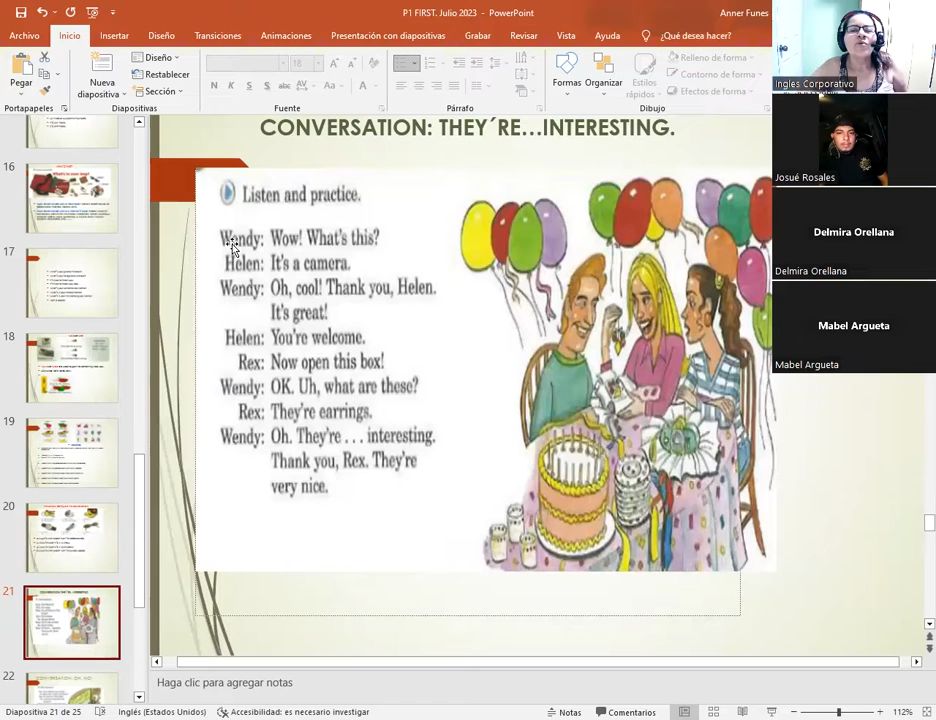 P1 FIRST. Julio 2023 - PowerPoint
Anner Funes
Archivo Inicio Insertar Diseño Transiciones Animaciones Presentación con diapositivas Grabar Revisar Vista Ayuda ¿Qué desea hacer?
Pegar
Nueva diapositiva
Diseño
Restablecer
Sección
18
N K S S abc AV Aa A
Formas
Organizar
Estilos rápidos
Relleno de forma
Contorno de forma
Efectos de forma
Portapapeles Diapositivas Fuente Párrafo Dibujo
Ingles Corporativo
Josué Rosales
Delmira Orellana
Delmira Orellana
Mabel Argueta
Mabel Argueta
16
17
18
19
20
21
22
CONVERSATION: THEY´RE…INTERESTING.
Listen and practice.
Wendy: Wow! What's this?
Helen: It's a camera.
Wendy: Oh, cool! Thank you, Helen.
It's great!
Helen: You're welcome.
Rex: Now open this box!
Wendy: OK. Uh, what are these?
Rex: They're earrings.
Wendy: Oh. They're . . . interesting.
Thank you, Rex. They're
very nice.
Haga clic para agregar notas
Diapositiva 21 de 25 Inglés (Estados Unidos) Accesibilidad: es necesario investigar Notas Comentarios 112%